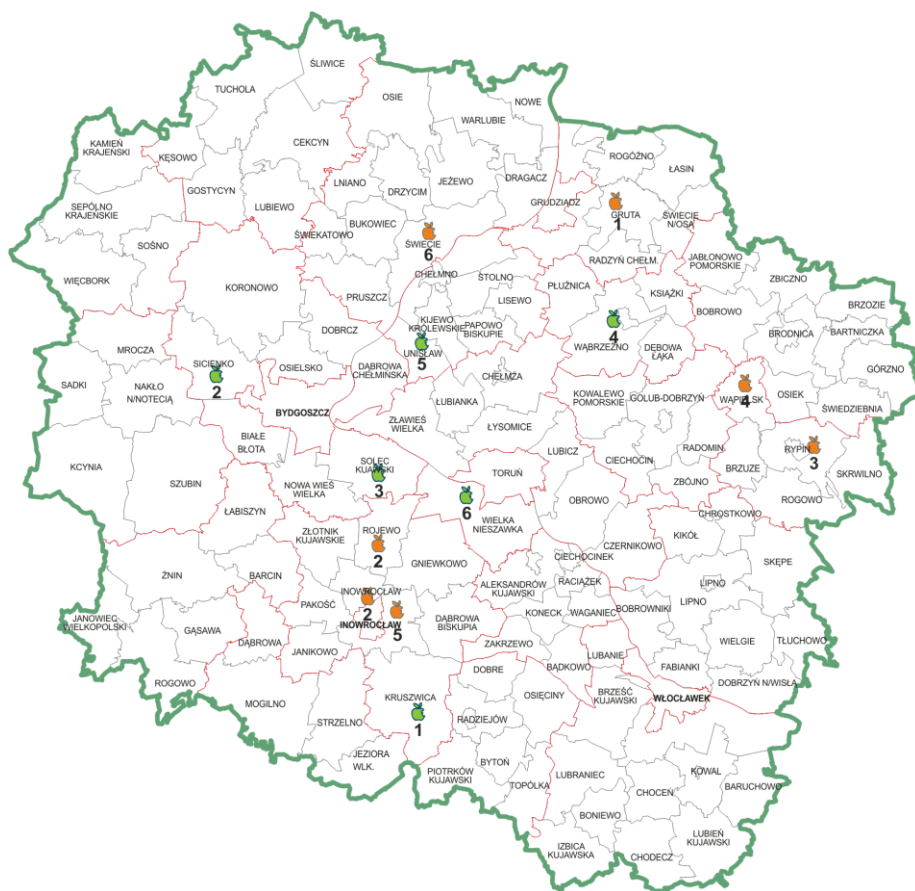 ŚLIWICE
TUCHOLA
OSIE
NOWE
WARLUBIE
KAMIEŃ
KRAJEŃSKI
KĘSOWO
CEKCYN
ROGÓŹNO
ŁASIN
LNIANO
DRZYCIM
JEŻEWO
DRAGACZ
GOSTYCYN
LUBIEWO
GRUDZIĄDZ
GRUTA
1
ŚWIECIE
N/OSĄ
SEPÓLNO
KRAJEŃSKIE
BUKOWIEC
ŚWIEKATOWO
SOŚNO
ŚWIECIE
6
RADZYŃ CHEŁM.
JABŁONOWO
POMORSKIE
CHEŁMNO
STOLNO
WIĘCBORK
KORONOWO
PRUSZCZ
LISEWO
PŁUŻNICA
KSIĄŻKI
ZBICZNO
BOBROWO
BRZOZIE
DOBRCZ
KIJEWO
KRÓLEWSKIE
PAPOWO
BISKUPIE
4
BRODNICA
BARTNICZKA
MROCZA
SICIENKO
2
UNISŁAW
5
WĄBRZEŹNO
DĘBOWA
ŁĄKA
GÓRZNO
SADKI
NAKŁO
N/NOTECIĄ
OSIELSKO
DĄBROWA
CHEŁMIŃSKA
CHEŁMŻA
ŁUBIANKA
KOWALEWO
POMORSKIE
GOLUB-DOBRZYŃ
WĄPIELSK
4
OSIEK
ŚWIEDZIEBNIA
BYDGOSZCZ
ZŁAWIEŚ
WIELKA
ŁYSOMICE
BIAŁE
BŁOTA
LUBICZ
CIECHOCIN
RADOMIN
RYPIN
3
KCYNIA
SZUBIN
SOLEC
KUJAWSKI
3
TORUŃ
BRZUZE
SKRWILNO
NOWA WIEŚ
WIELKA
ZBÓJNO
ROGOWO
ŁABISZYN
6
OBROWO
CHROSTKOWO
WIELKA
NIESZAWKA
ZŁOTNIK
KUJAWSKIE
ROJEWO
2
CZERNIKOWO
KIKÓŁ
GNIEWKOWO
CIECHOCINEK
SKĘPE
ŻNIN
BARCIN
INOWROCŁAW
ALEKSANDRÓW
KUJAWSKI
RACIĄŻEK
LIPNO
PAKOŚĆ
2
5
KONECK
WAGANIEC
BOBROWNIKI
LIPNO
JANOWIEC
WIELKOPOLSKI
GĄSAWA
DĄBROWA
INOWROCŁAW
DĄBROWA
BISKUPIA
JANIKOWO
ZAKRZEWO
LUBANIE
WIELGIE
TŁUCHOWO
ROGOWO
DOBRE
BĄDKOWO
FABIANKI
DOBRZYŃ N/WISŁĄ
MOGILNO
KRUSZWICA
1
OSIĘCINY
BRZEŚĆ
KUJAWSKI
WŁOCŁAWEK
STRZELNO
RADZIEJÓW
JEZIORA
WLK.
BYTOŃ
PIOTRKÓW
KUJAWSKI
TOPÓLKA
LUBRANIEC
KOWAL
BARUCHOWO
CHOCEŃ
BONIEWO
LUBIEŃ
KUJAWSKI
IZBICA
KUJAWSKA
CHODECZ